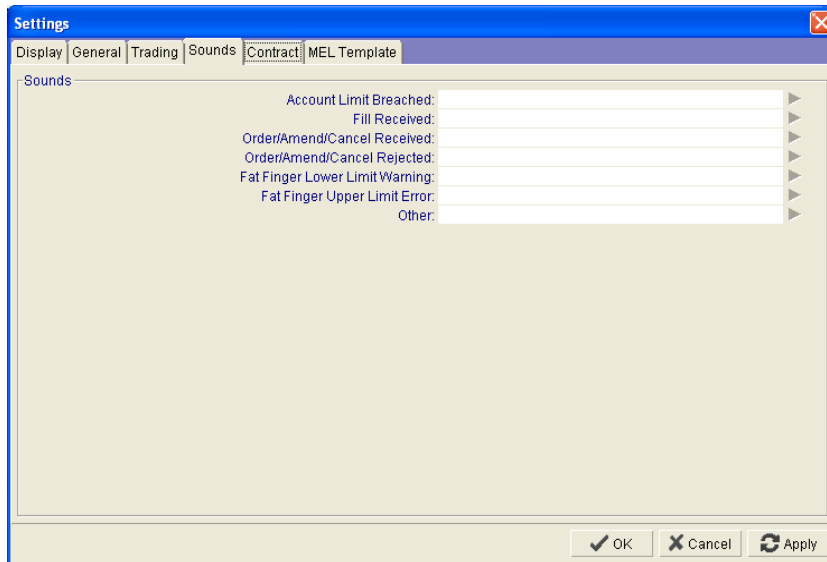 Settings
Display General Trading Sounds Contract MEL Template
Sounds
Account Limit Breached:
Fill Received:
Order/Amend/Cancel Received:
Order/Amend/Cancel Rejected:
Fat Finger Lower Limit Warning:
Fat Finger Upper Limit Error:
Other:
OK Cancel Apply